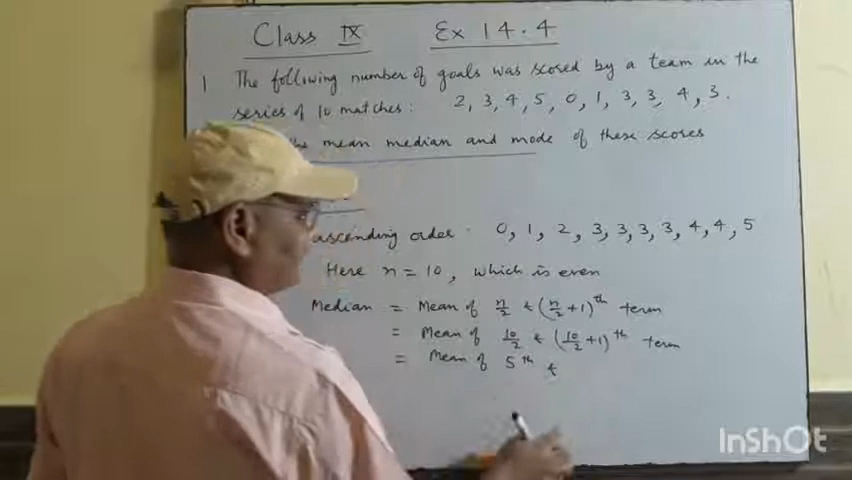 Class IX Ex 14.4
1 The following number of goals was scored by a team in the
series of 10 matches: 2, 3, 4, 5, 0, 1, 3, 3, 4, 3.
the mean median and mode of these scores
ascending order: 0, 1, 2, 3, 3, 3, 3, 4, 4, 5
Here n = 10, which is even
Median = Mean of n/2 & (n/2 + 1)th term
= Mean of 10/2 & (10/2 + 1)th term
= Mean of 5th &
InShOt